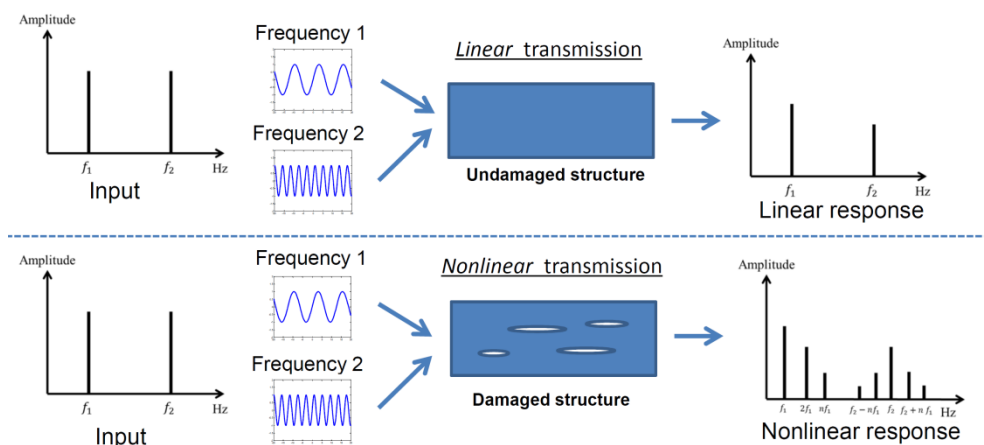 Amplitude
f₁
f₂
Hz
Input
Frequency 1
Frequency 2
Linear transmission
Undamaged structure
Amplitude
f₁
f₂
Hz
Linear response
Amplitude
f₁
f₂
Hz
Input
Frequency 1
Frequency 2
Nonlinear transmission
Damaged structure
Amplitude
f₁ 2f₁ nf₁ f₂ − nf₁ f₂ f₂ + n f₁ Hz
Nonlinear response